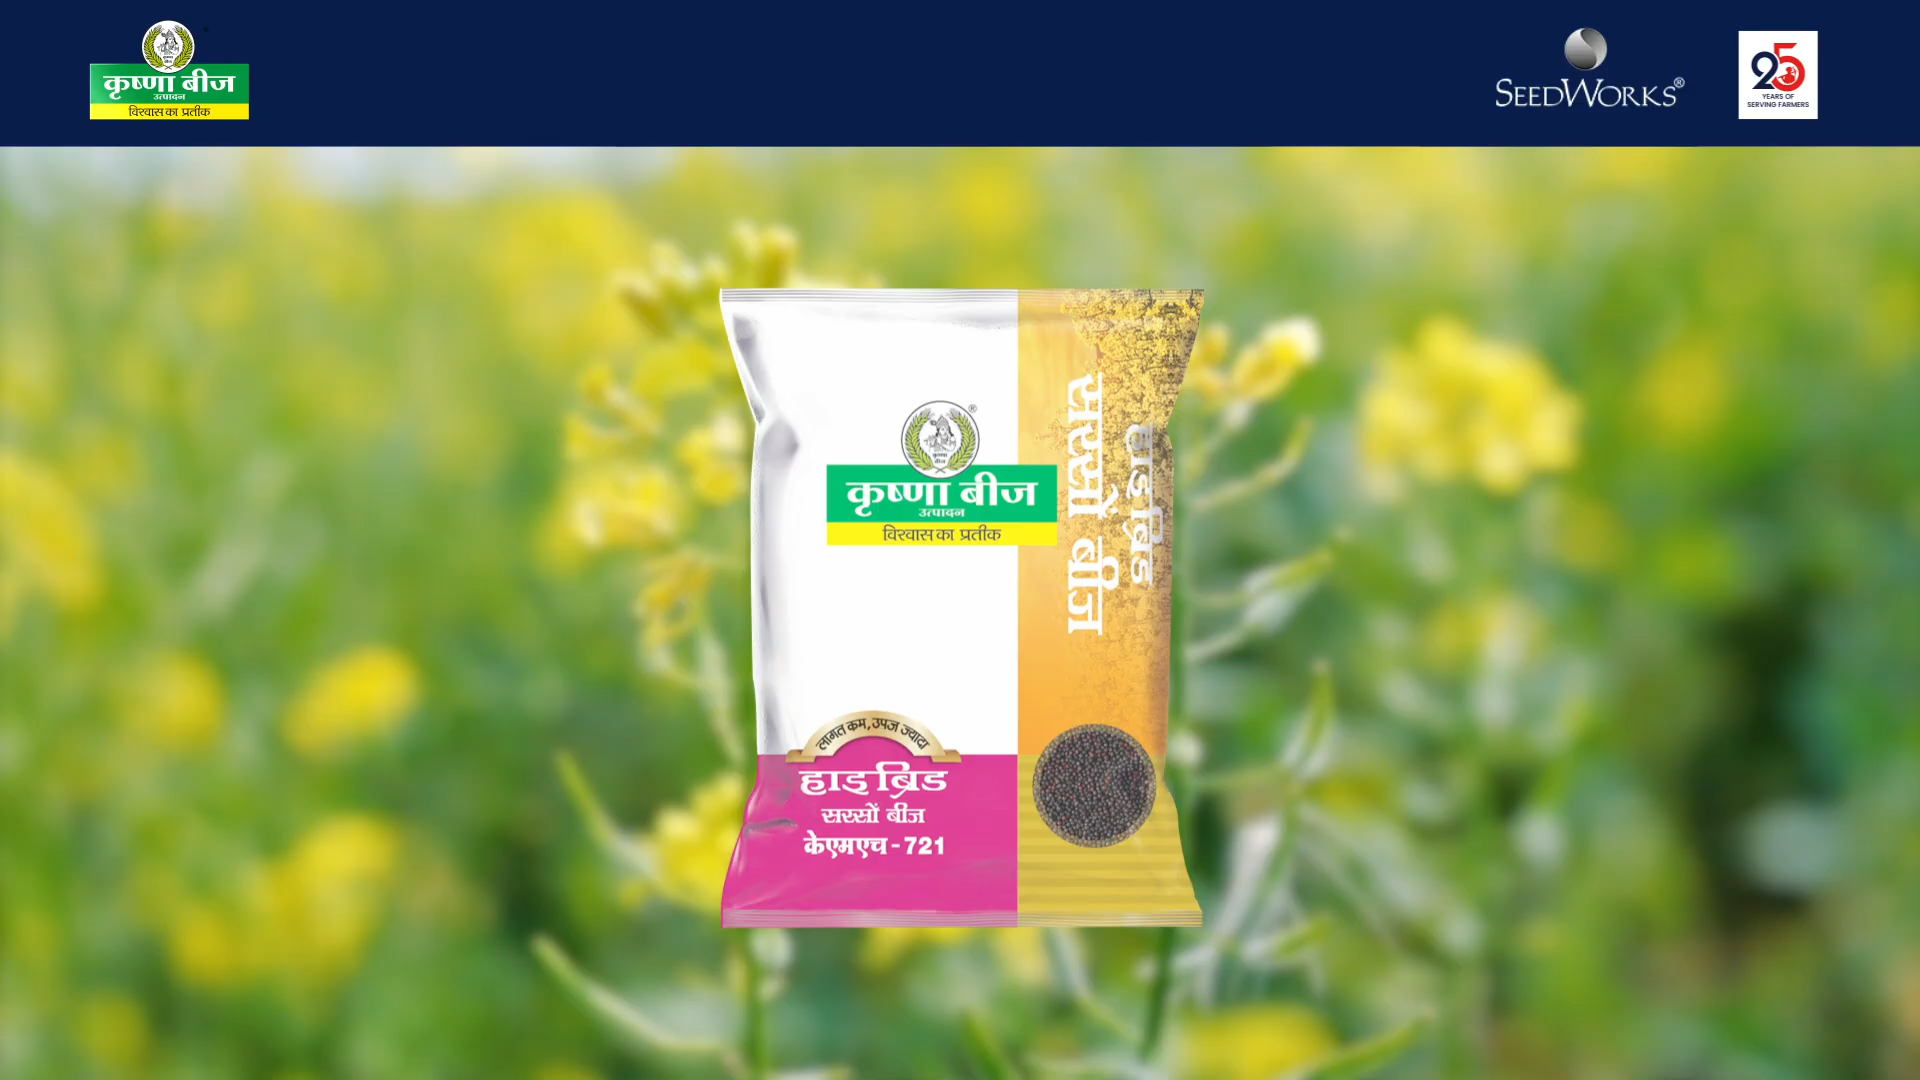 कृष्णा बीज
उत्पादन
विश्वास का प्रतीक
SEEDWORKS®
25
YEARS OF
SERVING FARMERS
®
कृष्णा बीज
उत्पादन
विश्वास का प्रतीक
हाइब्रिड
सरसों बीज
लागत कम, उपज ज्यादा
हाइब्रिड
सरसों बीज
केएमएच - 721